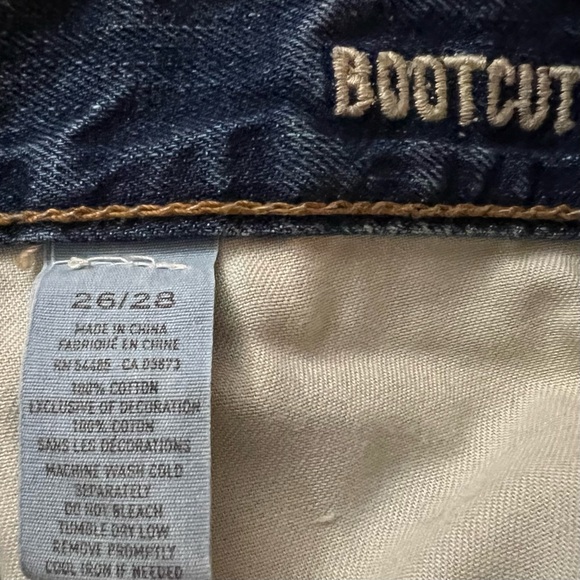 BOOTCUT
26/28
MADE IN CHINA
FABRIQUÉ EN CHINE
RN 54485 CA 03873
100% COTTON
EXCLUSIVE OF DECORATION
100% COTON
SANS LES DÉCORATIONS
MACHINE WASH COLD
SEPARATELY
DO NOT BLEACH
TUMBLE DRY LOW
REMOVE PROMPTLY
COOL IRON IF NEEDED